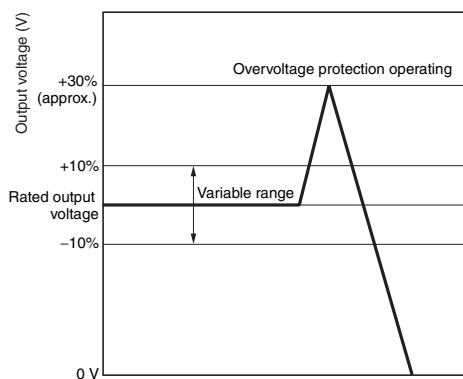 Output voltage (V)
+30%
(approx.)
Overvoltage protection operating
+10%
Variable range
Rated output
voltage
−10%
0 V